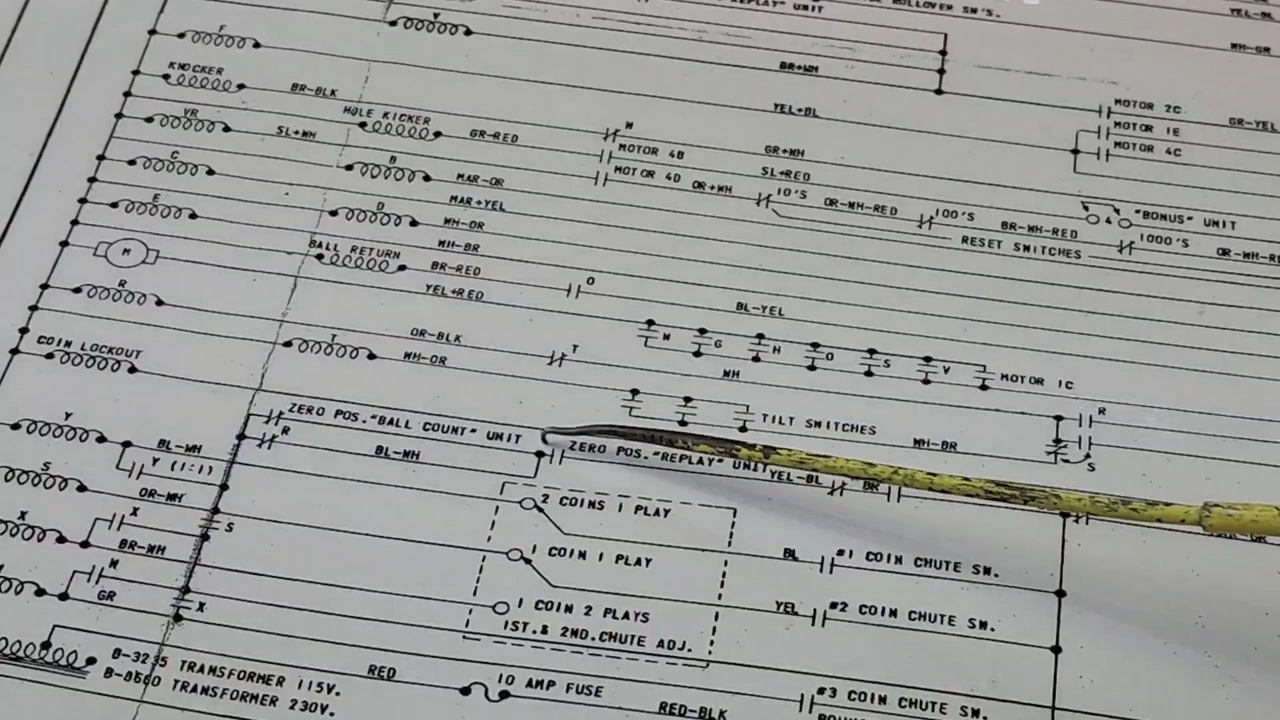 "REPLAY" UNIT
ROLLOVER SW'S.
YEL-BL
WH-GR
F
V
BR+WH
KNOCKER
BR-BLK
YEL+BL
MOTOR 2C
GR-YEL
VR
HOLE KICKER
GR-RED
W
GR+WH
MOTOR 1E
SL+WH
MOTOR 4B
SL+RED
MOTOR 4C
C
B
MAR-OR
MOTOR 4D
OR+WH
10'S
OR-WH-RED
100'S
BR-WH-RED
4
"BONUS" UNIT
1000'S
OR-WH-RE
MAR+YEL
RESET SWITCHES
E
D
WH-OR
WH-BR
M
BALL RETURN
BR-RED
O
BL-YEL
YEL+RED
R
OR-BLK
W
G
H
O
S
V
MOTOR 1C
T
WH-OR
T
WH
COIN LOCKOUT
TILT SWITCHES
R
WH-BR
S
ZERO POS."BALL COUNT" UNIT
ZERO POS."REPLAY" UNIT
YEL-BL
BR
Y
BL-WH
R
BL-WH
Y (1:1)
S
OR-WH
2 COINS 1 PLAY
X
X
S
BR-WH
1 COIN 1 PLAY
BL
#1 COIN CHUTE SW.
W
GR
X
1 COIN 2 PLAYS
YEL
#2 COIN CHUTE SW.
1ST.& 2ND.CHUTE ADJ.
B-3235 TRANSFORMER 115V.
B-8560 TRANSFORMER 230V.
RED
10 AMP FUSE
RED-BLK
#3 COIN CHUTE SW.